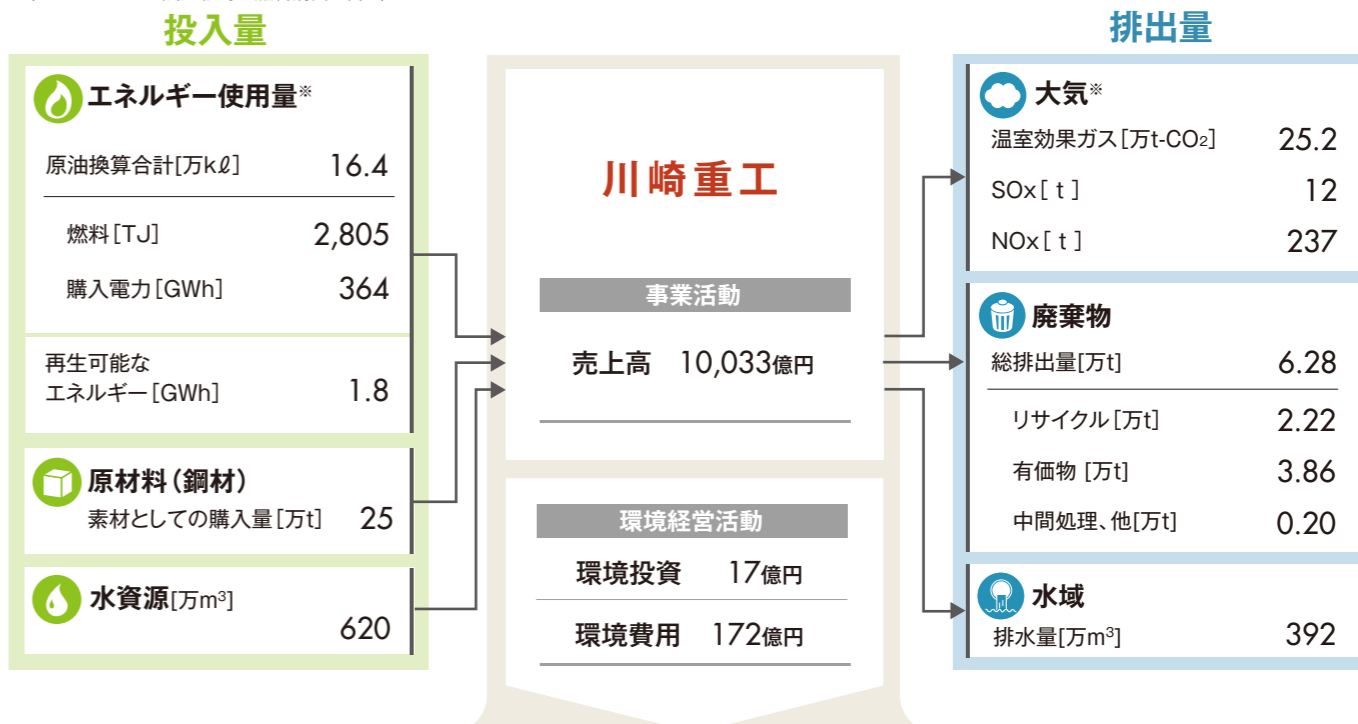 投入量
エネルギー使用量※
原油換算合計[万kℓ] 16.4
燃料[TJ] 2,805
購入電力[GWh] 364
再生可能な
エネルギー[GWh] 1.8
原材料(鋼材)
素材としての購入量[万t] 25
水資源[万m³]
620
川崎重工
事業活動
売上高 10,033億円
環境経営活動
環境投資 17億円
環境費用 172億円
排出量
大気※
温室効果ガス[万t-CO₂] 25.2
SOx[ t ] 12
NOx[ t ] 237
廃棄物
総排出量[万t] 6.28
リサイクル[万t] 2.22
有価物 [万t] 3.86
中間処理、他[万t] 0.20
水域
排水量[万m³] 392